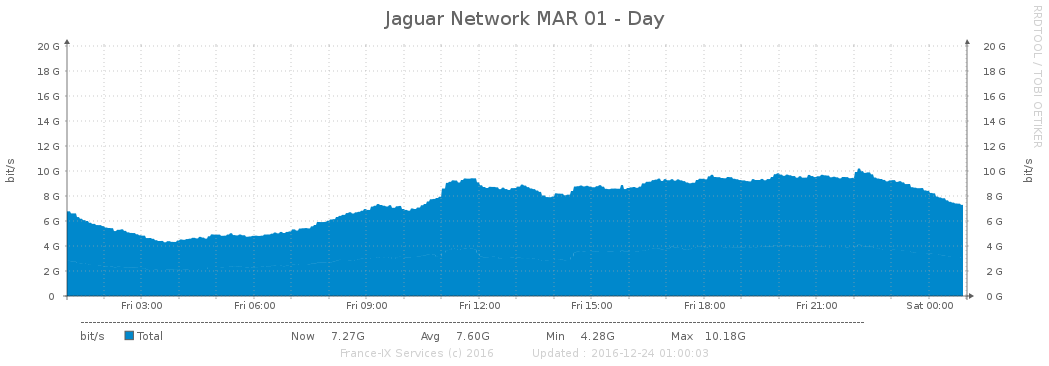 Jaguar Network MAR 01 - Day
RRDTOOL / TOBI OETIKER
bit/s
20 G
18 G
16 G
14 G
12 G
10 G
8 G
6 G
4 G
2 G
0
20 G
18 G
16 G
14 G
12 G
10 G
8 G
6 G
4 G
2 G
0 G
bit/s
Fri 03:00 Fri 06:00 Fri 09:00 Fri 12:00 Fri 15:00 Fri 18:00 Fri 21:00 Sat 00:00
bit/s Total Now 7.27G Avg 7.60G Min 4.28G Max 10.18G
France-IX Services (c) 2016 Updated : 2016-12-24 01:00:03